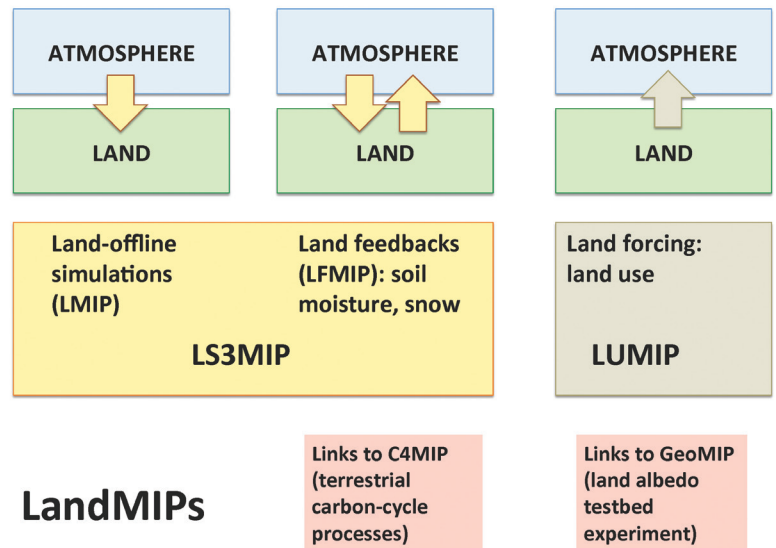 ATMOSPHERE
LAND
ATMOSPHERE
LAND
ATMOSPHERE
LAND
Land-offline
simulations
(LMIP)
Land feedbacks
(LFMIP): soil
moisture, snow
LS3MIP
Land forcing:
land use
LUMIP
LandMIPs
Links to C4MIP
(terrestrial
carbon-cycle
processes)
Links to GeoMIP
(land albedo
testbed
experiment)